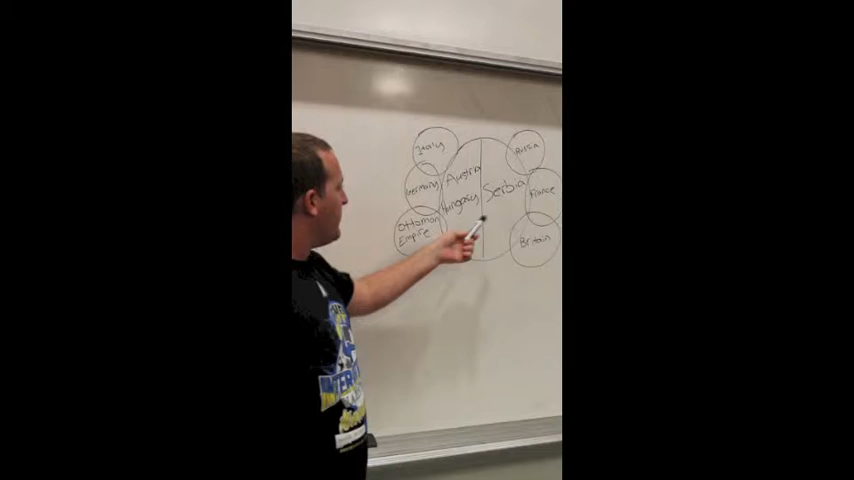 Italy
Germany
Ottoman
Empire
Austria
Hungary
Serbia
Russia
France
Britain